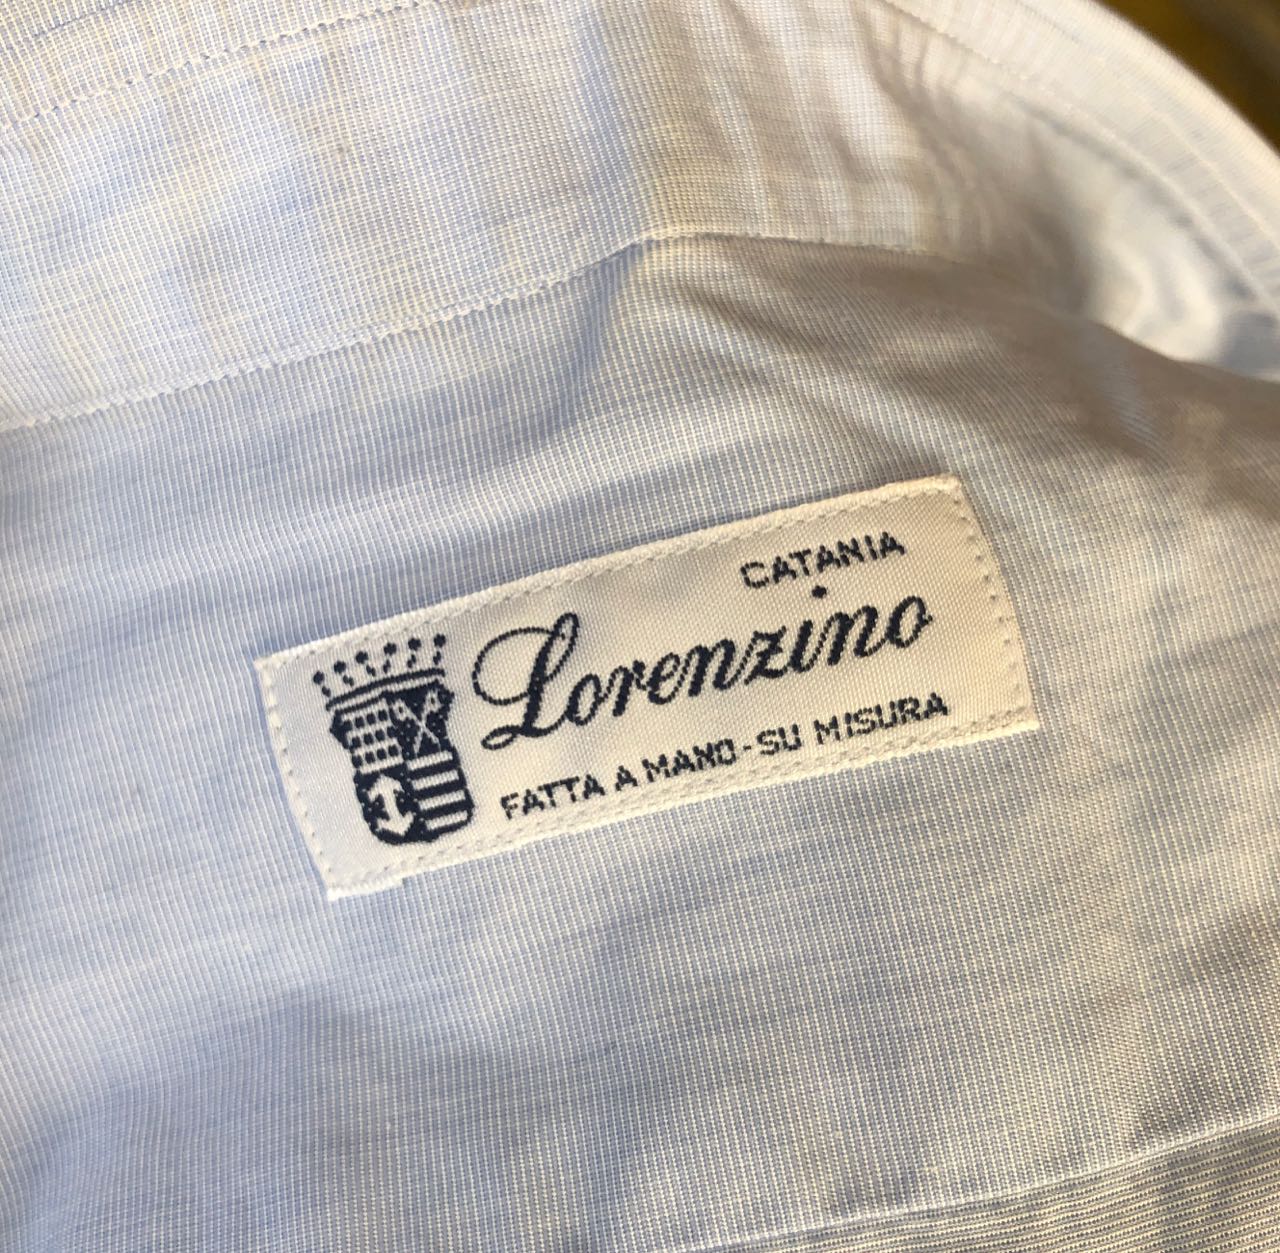 CATANIA
Lorenzino
FATTA A MANO-SU MISURA